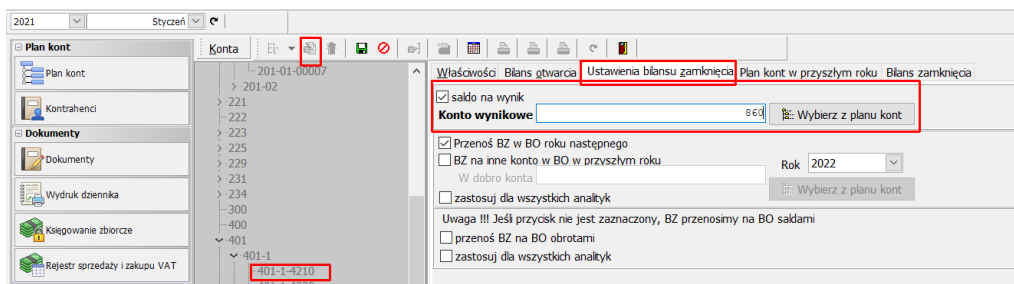 2021 Styczeń
Plan kont
Plan kont
Kontrahenci
Dokumenty
Dokumenty
Wydruk dziennika
Księgowanie zbiorcze
Rejestr sprzedaży i zakupu VAT
Konta
201-01-00007
201-02
221
222
223
225
229
231
234
300
400
401
401-1
401-1-4210
Właściwości Bilans otwarcia Ustawienia bilansu zamknięcia Plan kont w przyszłym roku Bilans zamknięcia
saldo na wynik
Konto wynikowe 860 Wybierz z planu kont
Przenoś BZ w BO roku następnego
BZ na inne konto w BO w przyszłym roku Rok 2022
W dobro konta Wybierz z planu kont
zastosuj dla wszystkich analityk
Uwaga !!! Jeśli przycisk nie jest zaznaczony, BZ przenosimy na BO saldami
przenoś BZ na BO obrotami
zastosuj dla wszystkich analityk